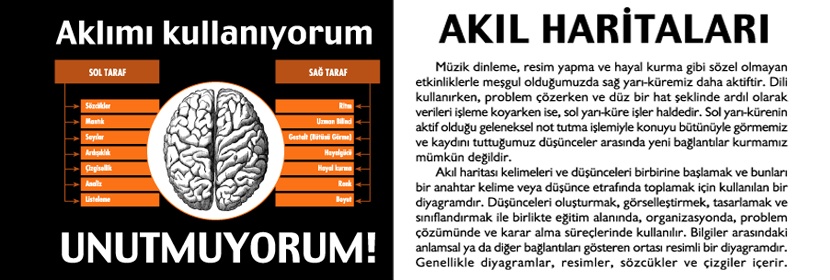 Aklımı kullanıyorum
SOL TARAF
SAĞ TARAF
Sözcükler
Mantık
Sayılar
Ardışıklık
Çizgisellik
Analiz
Listeleme
Ritm
Uzman Bilinci
Gestalt (Bütünü Görme)
Hayalgücü
Hayal kurma
Renk
Boyut
UNUTMUYORUM!
AKIL HARİTALARI
Müzik dinleme, resim yapma ve hayal kurma gibi sözel olmayan
etkinliklerle meşgul olduğumuzda sağ yarı-küremiz daha aktiftir. Dili
kullanırken, problem çözerken ve düz bir hat şeklinde ardıl olarak
verileri işleme koyarken ise, sol yarı-küre işler haldedir. Sol yarı-kürenin
aktif olduğu geleneksel not tutma işlemiyle konuyu bütünüyle görmemiz
ve kaydını tuttuğumuz düşünceler arasında yeni bağlantılar kurmamız
mümkün değildir.
Akıl haritası kelimeleri ve düşünceleri birbirine başlamak ve bunları
bir anahtar kelime veya düşünce etrafında toplamak için kullanılan bir
diyagramdır. Düşünceleri oluşturmak, görselleştirmek, tasarlamak ve
sınıflandırmak ile birlikte eğitim alanında, organizasyonda, problem
çözümünde ve karar alma süreçlerinde kullanılır. Bilgiler arasındaki
anlamsal ya da diğer bağlantıları gösteren ortası resimli bir diyagramdır.
Genellikle diyagramlar, resimler, sözcükler ve çizgiler içerir.